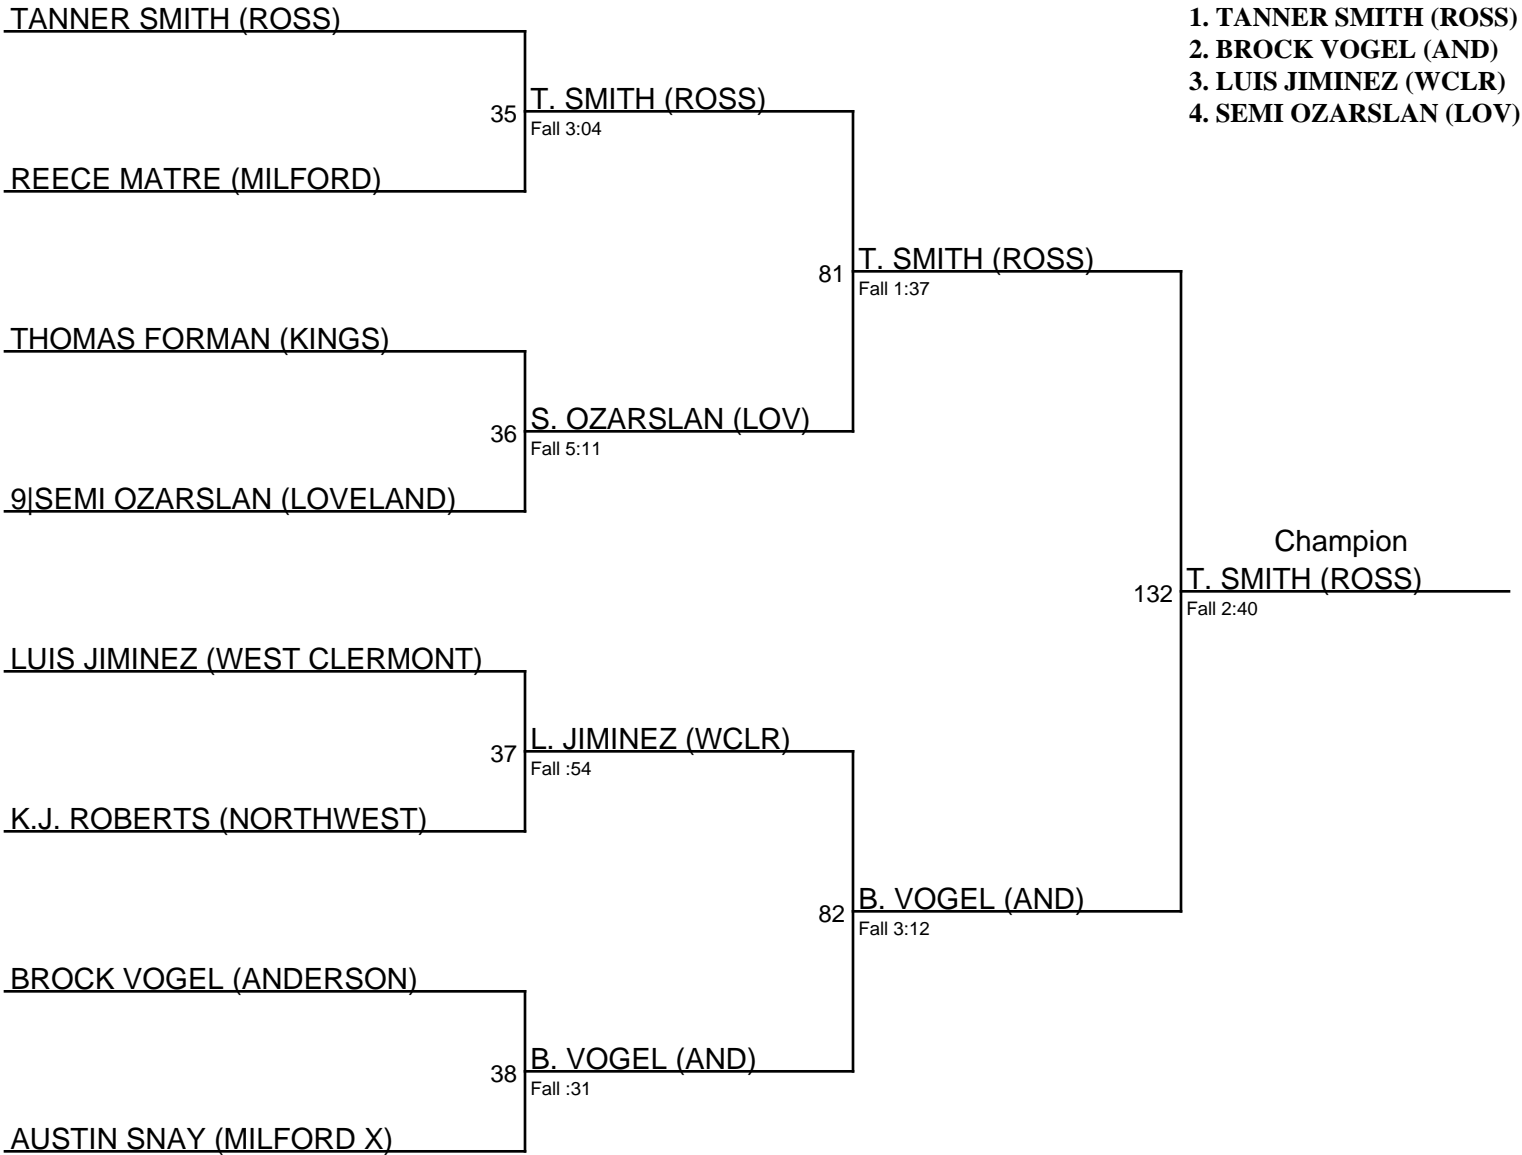 TANNER SMITH (ROSS)
1. TANNER SMITH (ROSS)
2. BROCK VOGEL (AND)
3. LUIS JIMINEZ (WCLR)
4. SEMI OZARSLAN (LOV)
35
T. SMITH (ROSS)
Fall 3:04
REECE MATRE (MILFORD)
81
T. SMITH (ROSS)
Fall 1:37
THOMAS FORMAN (KINGS)
36
S. OZARSLAN (LOV)
Fall 5:11
9|SEMI OZARSLAN (LOVELAND)
Champion
132
T. SMITH (ROSS)
Fall 2:40
LUIS JIMINEZ (WEST CLERMONT)
37
L. JIMINEZ (WCLR)
Fall :54
K.J. ROBERTS (NORTHWEST)
82
B. VOGEL (AND)
Fall 3:12
BROCK VOGEL (ANDERSON)
38
B. VOGEL (AND)
Fall :31
AUSTIN SNAY (MILFORD X)